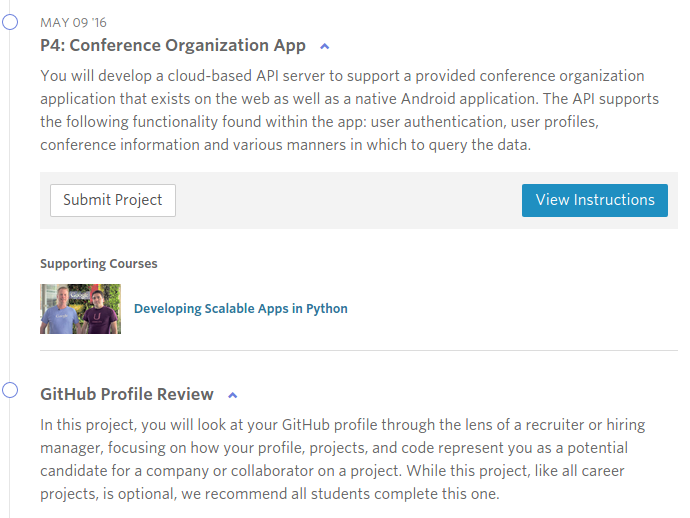 MAY 09 '16
P4: Conference Organization App
You will develop a cloud-based API server to support a provided conference organization
application that exists on the web as well as a native Android application. The API supports
the following functionality found within the app: user authentication, user profiles,
conference information and various manners in which to query the data.
Submit Project
View Instructions
Supporting Courses
Developing Scalable Apps in Python
GitHub Profile Review
In this project, you will look at your GitHub profile through the lens of a recruiter or hiring
manager, focusing on how your profile, projects, and code represent you as a potential
candidate for a company or collaborator on a project. While this project, like all career
projects, is optional, we recommend all students complete this one.